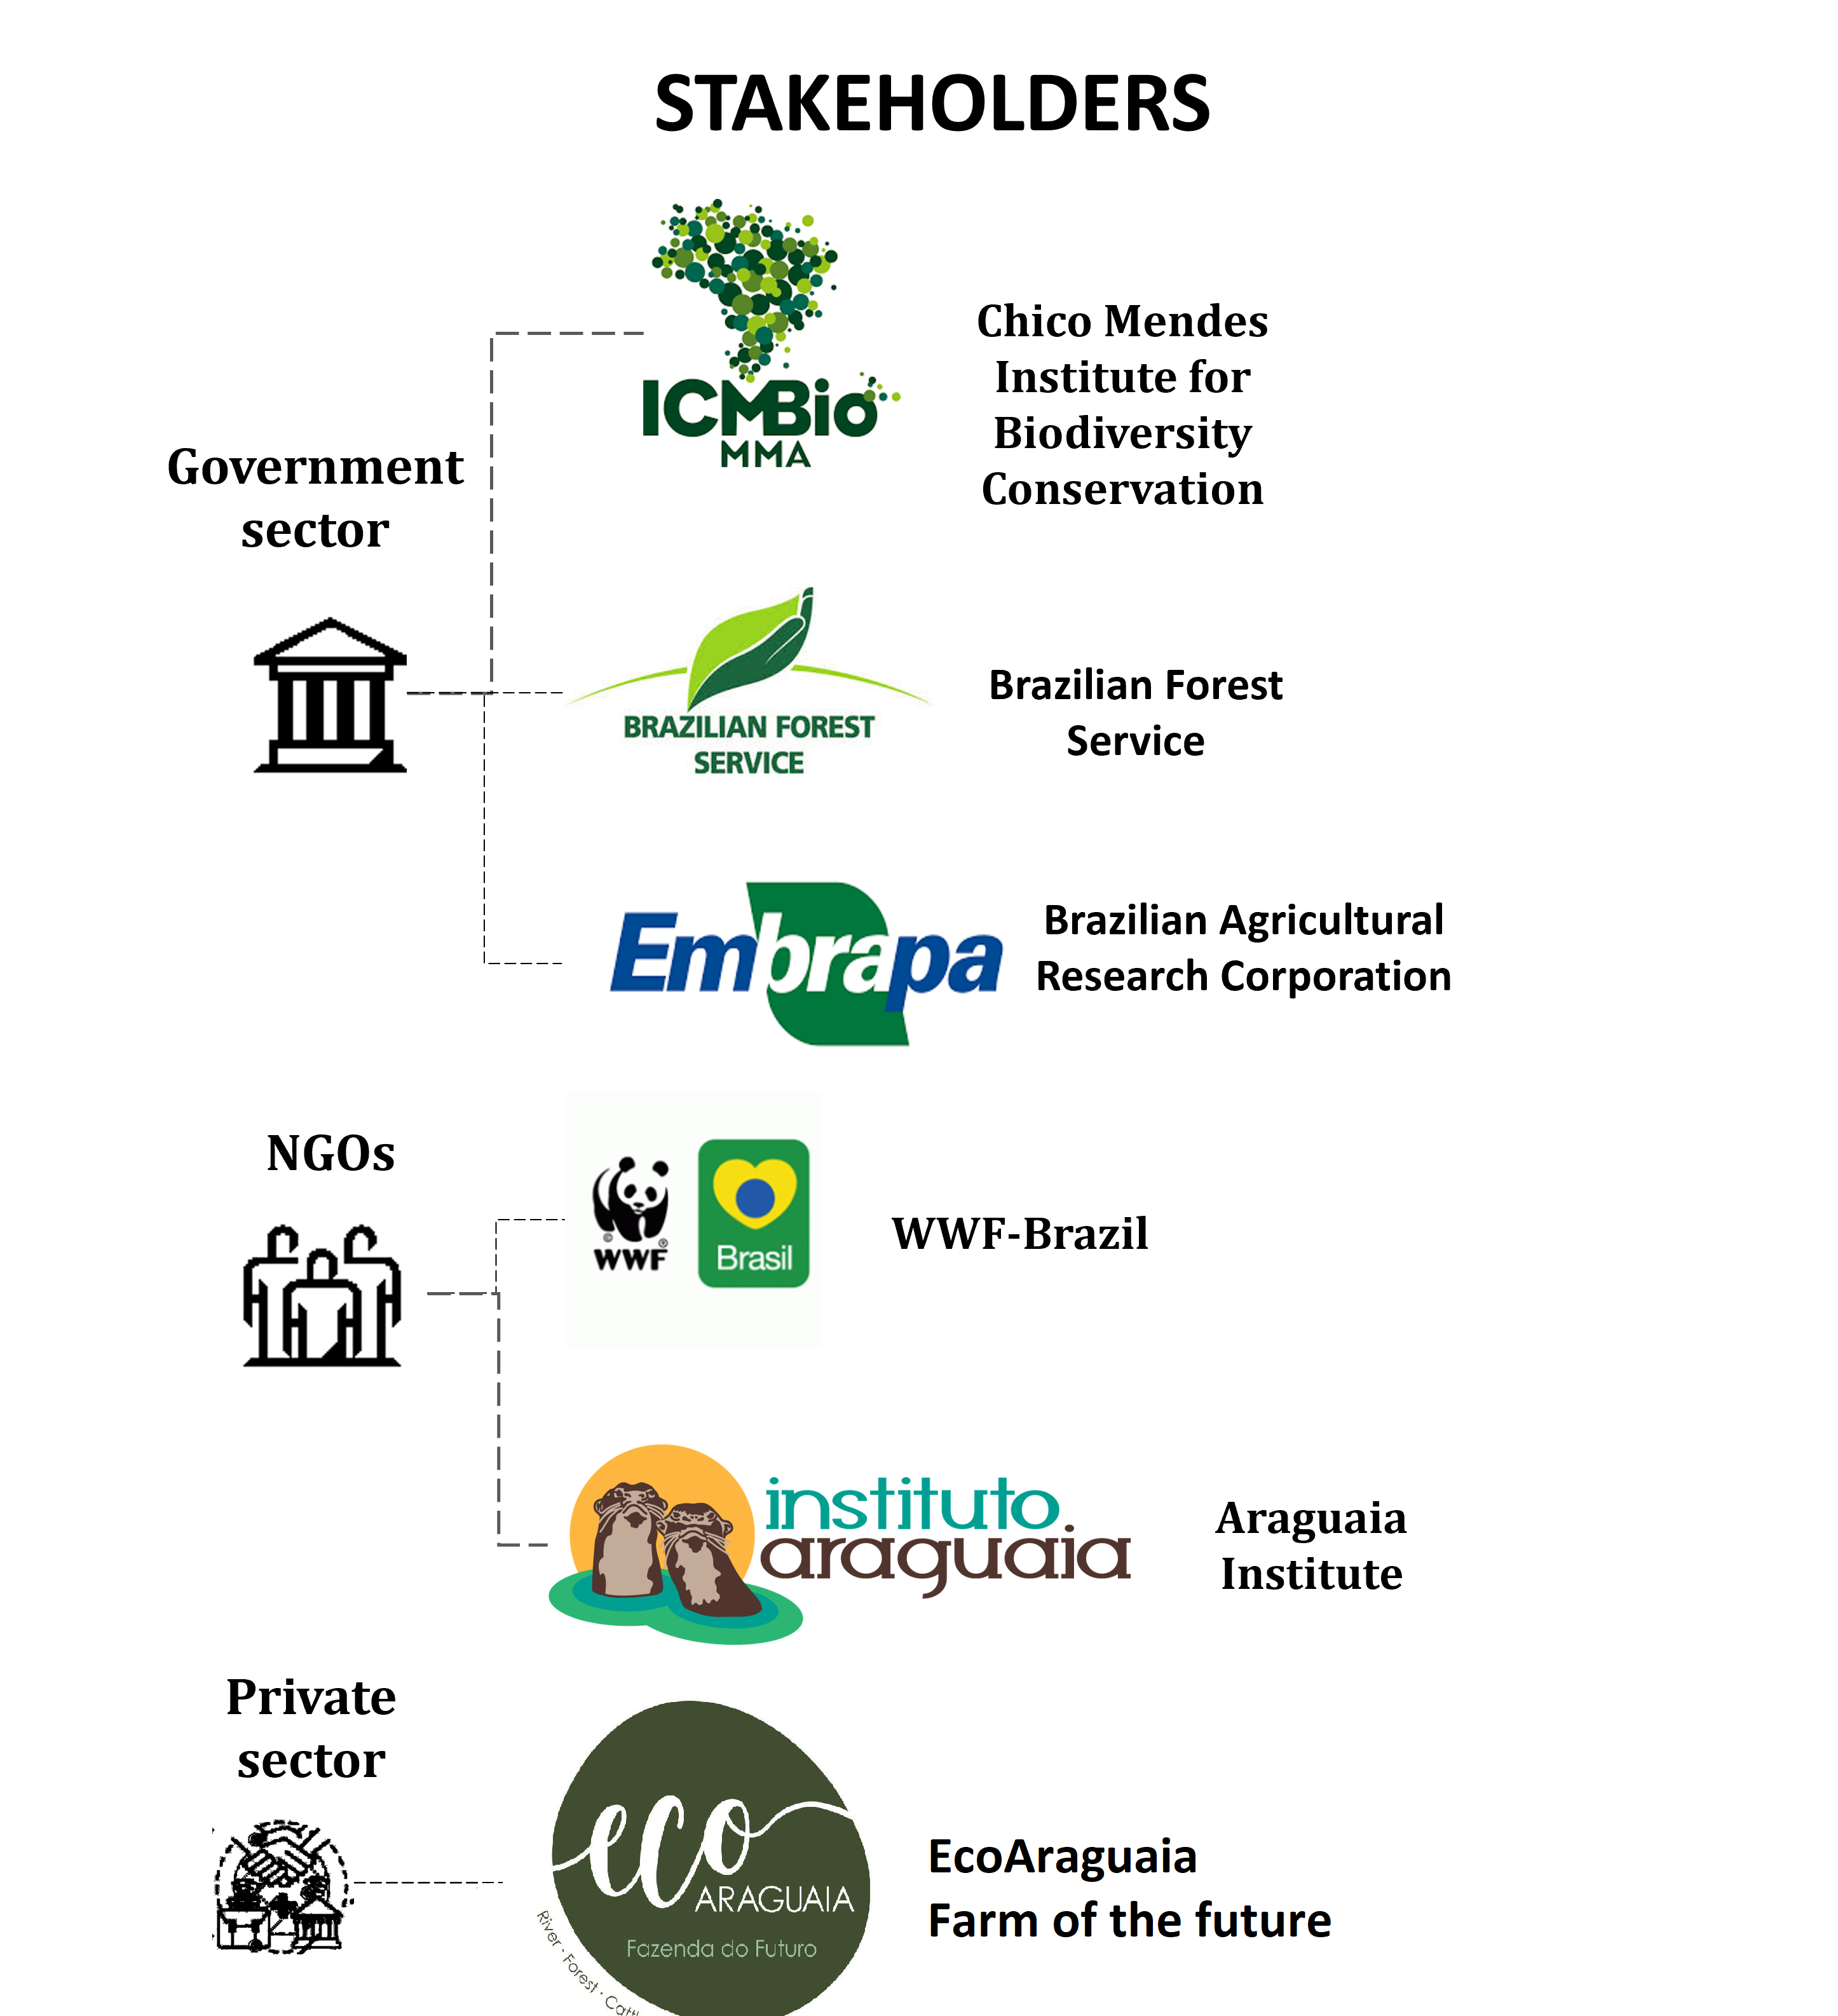 STAKEHOLDERS
Government
sector
ICMBio
MMA
Chico Mendes
Institute for
Biodiversity
Conservation
BRAZILIAN FOREST
SERVICE
Brazilian Forest
Service
Embrapa
Brazilian Agricultural
Research Corporation
NGOs
WWF
Brasil
WWF-Brazil
instituto
araguaia
Araguaia
Institute
Private
sector
eco
ARAGUAIA
Fazenda do Futuro
River · Forest ·
EcoAraguaia
Farm of the future